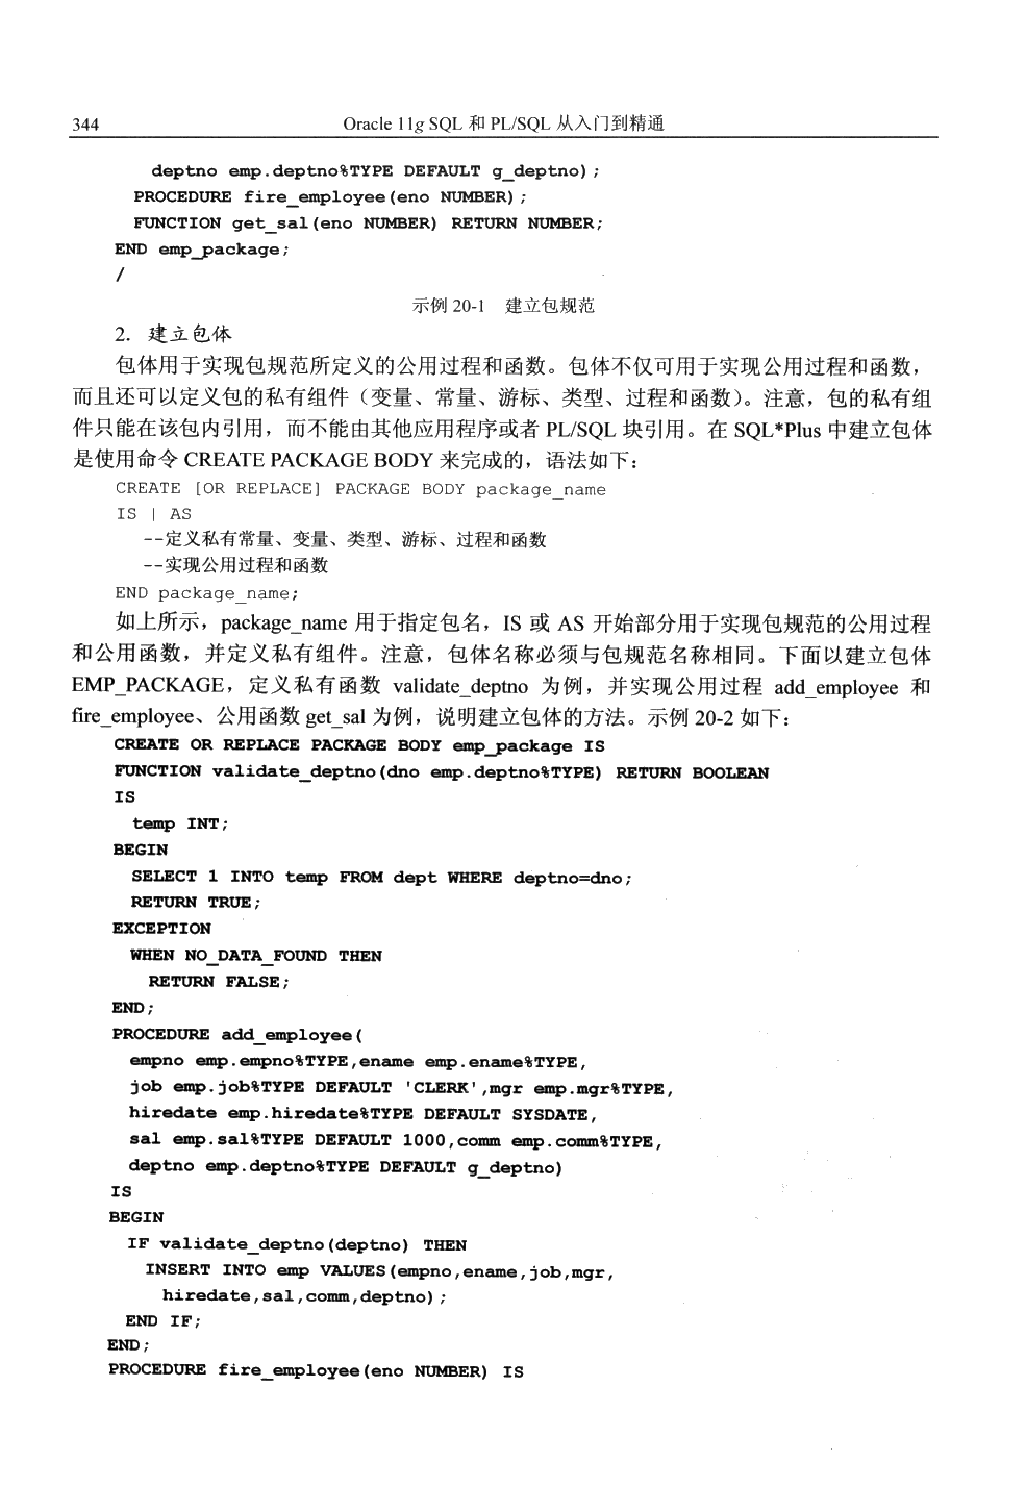 344
Oracle 11g SQL 和 PL/SQL 从入门到精通
deptno emp.deptno%TYPE DEFAULT g_deptno);
PROCEDURE fire_employee(eno NUMBER);
FUNCTION get_sal(eno NUMBER) RETURN NUMBER;
END emp_package;
/
示例 20-1 建立包规范
2. 建立包体
包体用于实现包规范所定义的公用过程和函数。包体不仅可用于实现公用过程和函数，
而且还可以定义包的私有组件（变量、常量、游标、类型、过程和函数）。注意，包的私有组
件只能在该包内引用，而不能由其他应用程序或者 PL/SQL 块引用。在 SQL*Plus 中建立包体
是使用命令 CREATE PACKAGE BODY 来完成的，语法如下：
CREATE [OR REPLACE] PACKAGE BODY package_name
IS | AS
--定义私有常量、变量、类型、游标、过程和函数
--实现公用过程和函数
END package_name;
如上所示，package_name 用于指定包名，IS 或 AS 开始部分用于实现包规范的公用过程
和公用函数，并定义私有组件。注意，包体名称必须与包规范名称相同。下面以建立包体
EMP_PACKAGE，定义私有函数 validate_deptno 为例，并实现公用过程 add_employee 和
fire_employee、公用函数 get_sal 为例，说明建立包体的方法。示例 20-2 如下：
CREATE OR REPLACE PACKAGE BODY emp_package IS
FUNCTION validate_deptno(dno emp.deptno%TYPE) RETURN BOOLEAN
IS
temp INT;
BEGIN
SELECT 1 INTO temp FROM dept WHERE deptno=dno;
RETURN TRUE;
EXCEPTION
WHEN NO_DATA_FOUND THEN
RETURN FALSE;
END;
PROCEDURE add_employee(
empno emp.empno%TYPE,ename emp.ename%TYPE,
job emp.job%TYPE DEFAULT 'CLERK',mgr emp.mgr%TYPE,
hiredate emp.hiredate%TYPE DEFAULT SYSDATE,
sal emp.sal%TYPE DEFAULT 1000,comm emp.comm%TYPE,
deptno emp.deptno%TYPE DEFAULT g_deptno)
IS
BEGIN
IF validate_deptno(deptno) THEN
INSERT INTO emp VALUES(empno,ename,job,mgr,
hiredate,sal,comm,deptno);
END IF;
END;
PROCEDURE fire_employee(eno NUMBER) IS